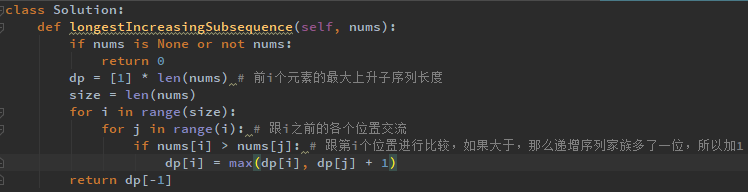 class Solution:
    def longestIncreasingSubsequence(self, nums):
        if nums is None or not nums:
            return 0
        dp = [1] * len(nums) # 前i个元素的最大上升子序列长度
        size = len(nums)
        for i in range(size):
            for j in range(i): # 跟i之前的各个位置交流
                if nums[i] > nums[j]: # 跟第i个位置进行比较，如果大于，那么递增序列家族多了一位，所以加1
                    dp[i] = max(dp[i], dp[j] + 1)
        return dp[-1]